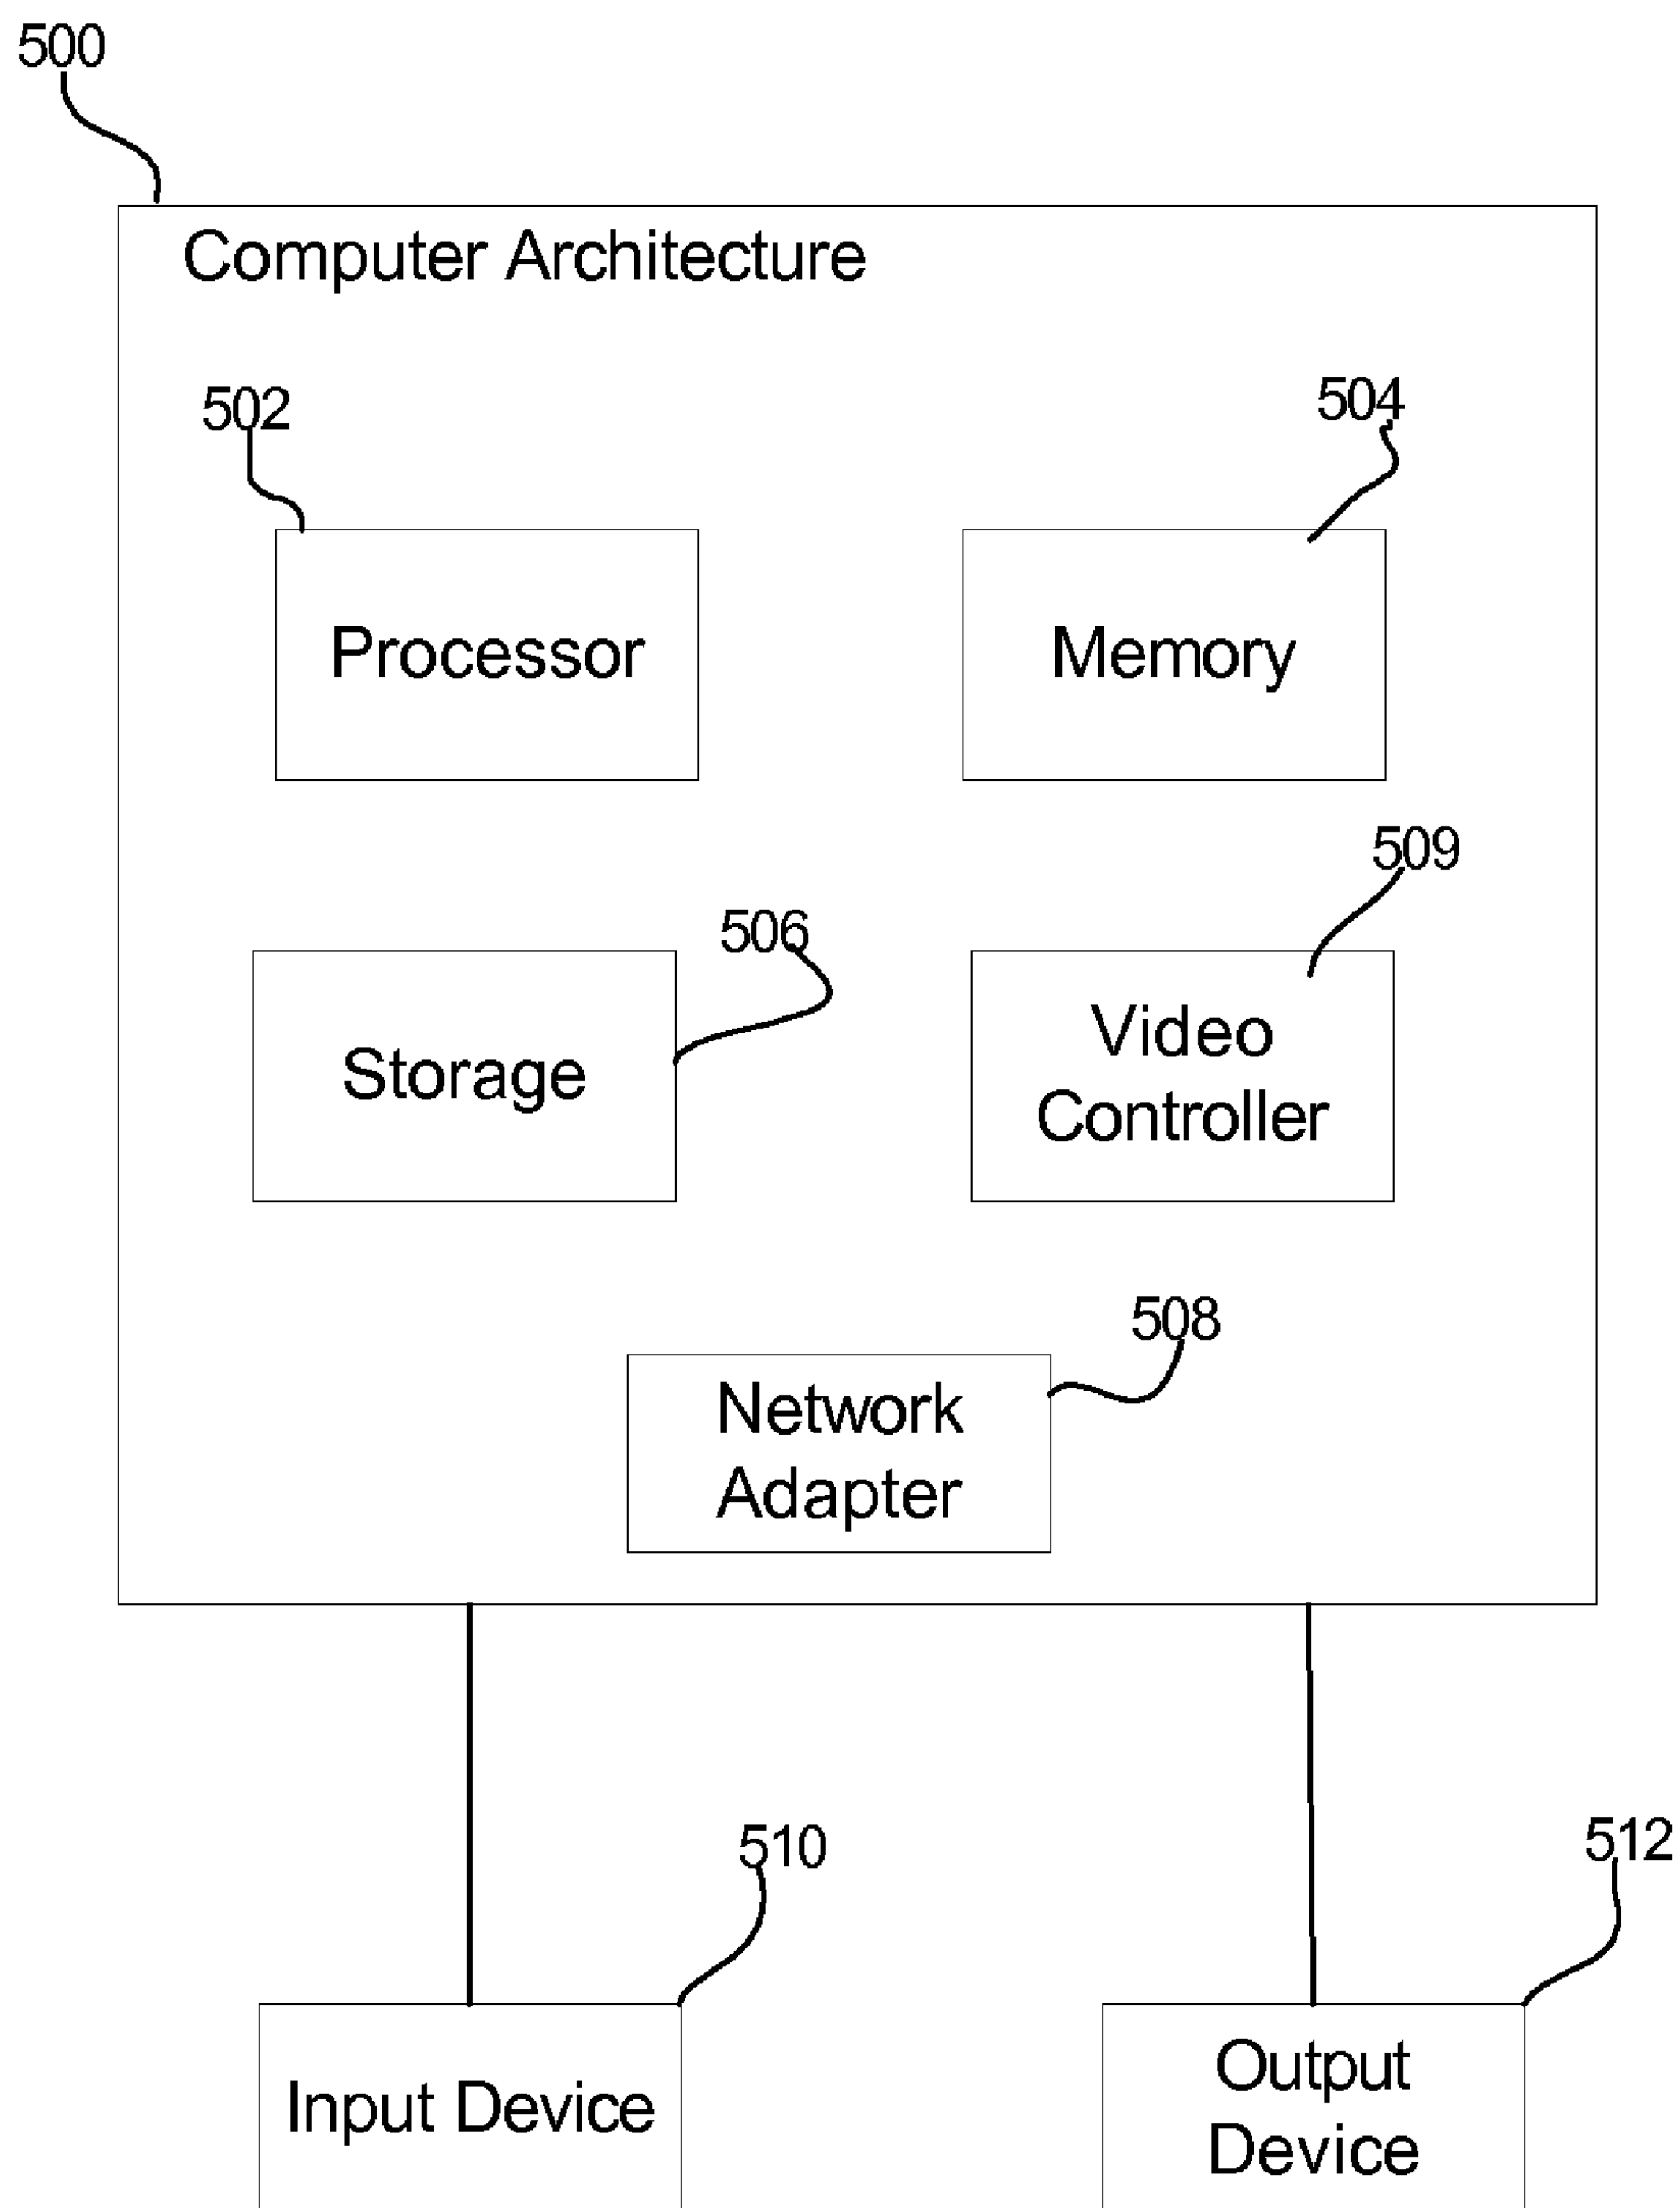 500
Computer Architecture
502
504
Processor
Memory
509
506
Storage
Video
Controller
508
Network
Adapter
510
512
Input Device
Output
Device